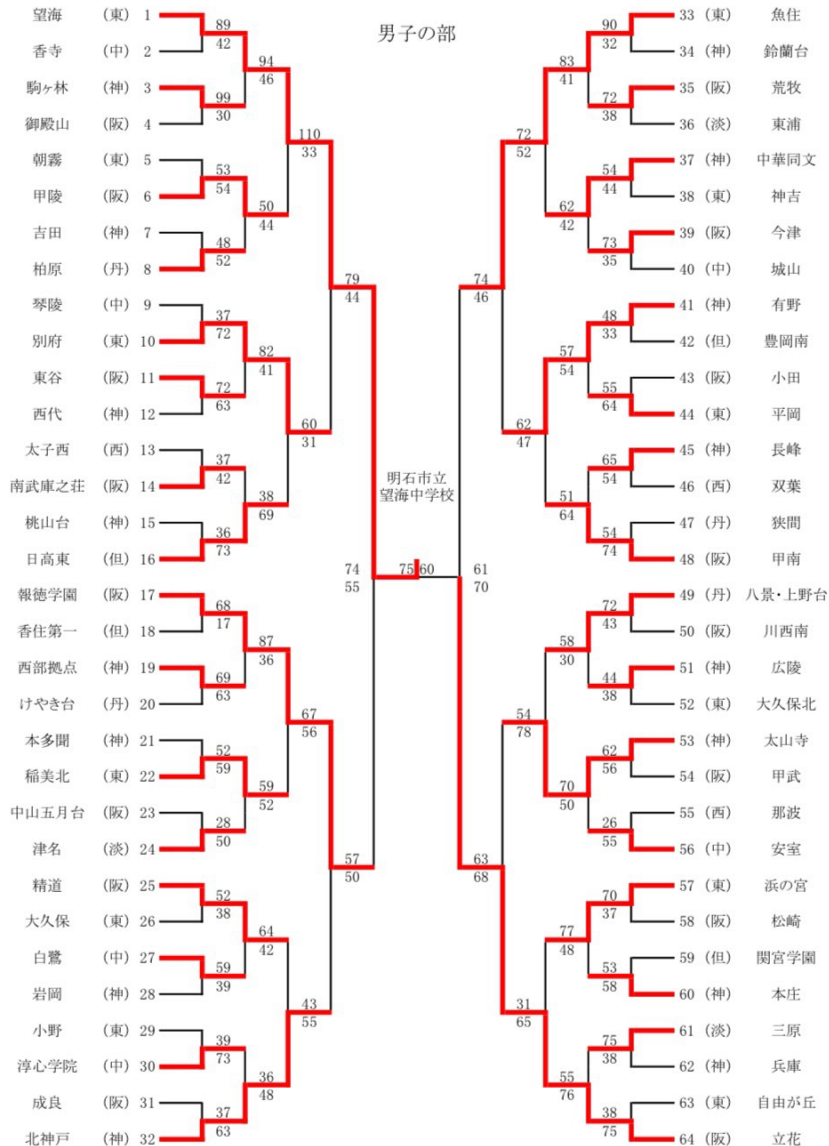 男子の部
望海 (東) 1
香寺 (中) 2
駒ヶ林 (神) 3
御殿山 (阪) 4
朝霧 (東) 5
甲陵 (阪) 6
吉田 (神) 7
柏原 (丹) 8
琴陵 (中) 9
別府 (東) 10
東谷 (阪) 11
西代 (神) 12
太子西 (西) 13
南武庫之荘 (阪) 14
桃山台 (神) 15
日高東 (但) 16
報徳学園 (阪) 17
香住第一 (但) 18
西部拠点 (神) 19
けやき台 (丹) 20
本多聞 (神) 21
稲美北 (東) 22
中山五月台 (阪) 23
津名 (淡) 24
精道 (阪) 25
大久保 (東) 26
白鷺 (中) 27
岩岡 (神) 28
小野 (東) 29
淳心学院 (中) 30
成良 (阪) 31
北神戸 (神) 32
89
42
99
30
53
54
48
52
37
72
72
63
37
42
36
73
68
17
69
63
52
59
28
50
52
38
59
39
39
73
37
63
94
46
50
44
82
41
38
69
87
36
59
52
64
42
36
48
110
33
60
31
67
56
43
55
79
44
57
50
74
55
明石市立
望海中学校
75 60
61
70
74
46
63
68
72
52
62
47
54
78
31
65
83
41
62
42
57
54
51
64
58
30
70
50
77
48
55
76
90
32
72
38
54
44
73
35
48
33
55
64
65
54
54
74
72
43
44
38
62
56
26
55
70
37
53
58
75
38
38
75
33 (東) 魚住
34 (神) 鈴蘭台
35 (阪) 荒牧
36 (淡) 東浦
37 (神) 中華同文
38 (東) 神吉
39 (阪) 今津
40 (中) 城山
41 (神) 有野
42 (但) 豊岡南
43 (阪) 小田
44 (東) 平岡
45 (神) 長峰
46 (西) 双葉
47 (丹) 狭間
48 (阪) 甲南
49 (丹) 八景・上野台
50 (阪) 川西南
51 (神) 広陵
52 (東) 大久保北
53 (神) 太山寺
54 (阪) 甲武
55 (西) 那波
56 (中) 安室
57 (東) 浜の宮
58 (阪) 松崎
59 (但) 関宮学園
60 (神) 本庄
61 (淡) 三原
62 (神) 兵庫
63 (東) 自由が丘
64 (阪) 立花